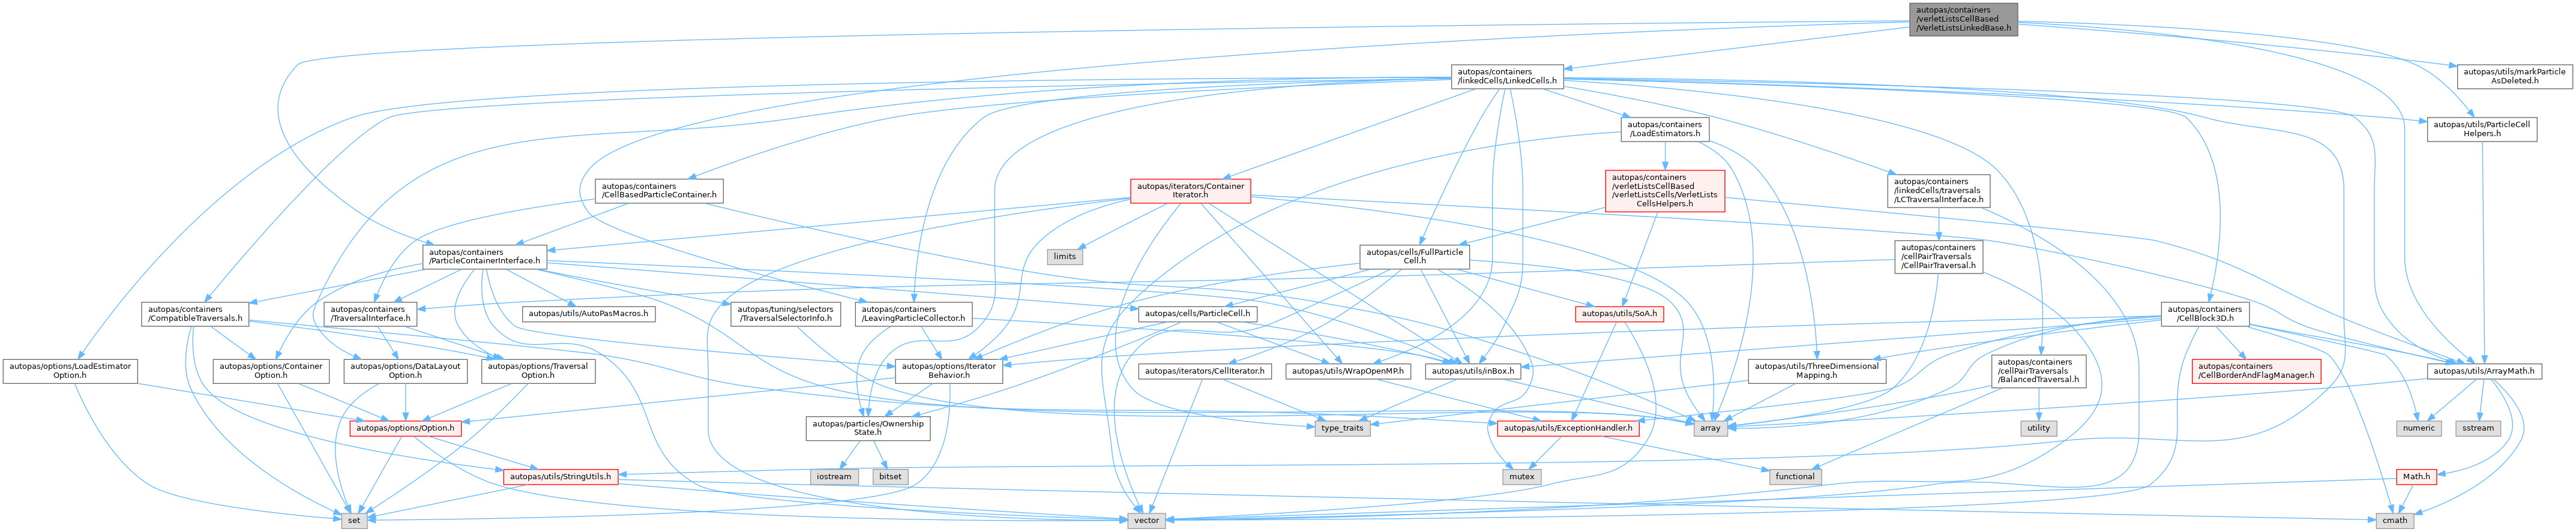 autopas/containers
/verletListsCellBased
/VerletListsLinkedBase.h
autopas/containers
/linkedCells/LinkedCells.h
autopas/utils/markParticle
AsDeleted.h
autopas/containers
/LoadEstimators.h
autopas/utils/ParticleCell
Helpers.h
autopas/containers
/CellBasedParticleContainer.h
autopas/iterators/Container
Iterator.h
autopas/containers
/verletListsCellBased
/verletListsCells/VerletLists
CellsHelpers.h
autopas/containers
/linkedCells/traversals
/LCTraversalInterface.h
autopas/containers
/ParticleContainerInterface.h
limits
autopas/cells/FullParticle
Cell.h
autopas/containers
/cellPairTraversals
/CellPairTraversal.h
autopas/containers
/CompatibleTraversals.h
autopas/containers
/TraversalInterface.h
autopas/utils/AutoPasMacros.h
autopas/tuning/selectors
/TraversalSelectorInfo.h
autopas/containers
/LeavingParticleCollector.h
autopas/cells/ParticleCell.h
autopas/utils/SoA.h
autopas/containers
/CellBlock3D.h
autopas/options/LoadEstimator
Option.h
autopas/options/Container
Option.h
autopas/options/DataLayout
Option.h
autopas/options/Traversal
Option.h
autopas/options/Iterator
Behavior.h
autopas/iterators/CellIterator.h
autopas/utils/WrapOpenMP.h
autopas/utils/inBox.h
autopas/utils/ThreeDimensional
Mapping.h
autopas/containers
/cellPairTraversals
/BalancedTraversal.h
autopas/containers
/CellBorderAndFlagManager.h
autopas/utils/ArrayMath.h
autopas/options/Option.h
autopas/particles/Ownership
State.h
type_traits
autopas/utils/ExceptionHandler.h
array
utility
numeric
sstream
autopas/utils/StringUtils.h
iostream
bitset
mutex
functional
Math.h
set
vector
cmath